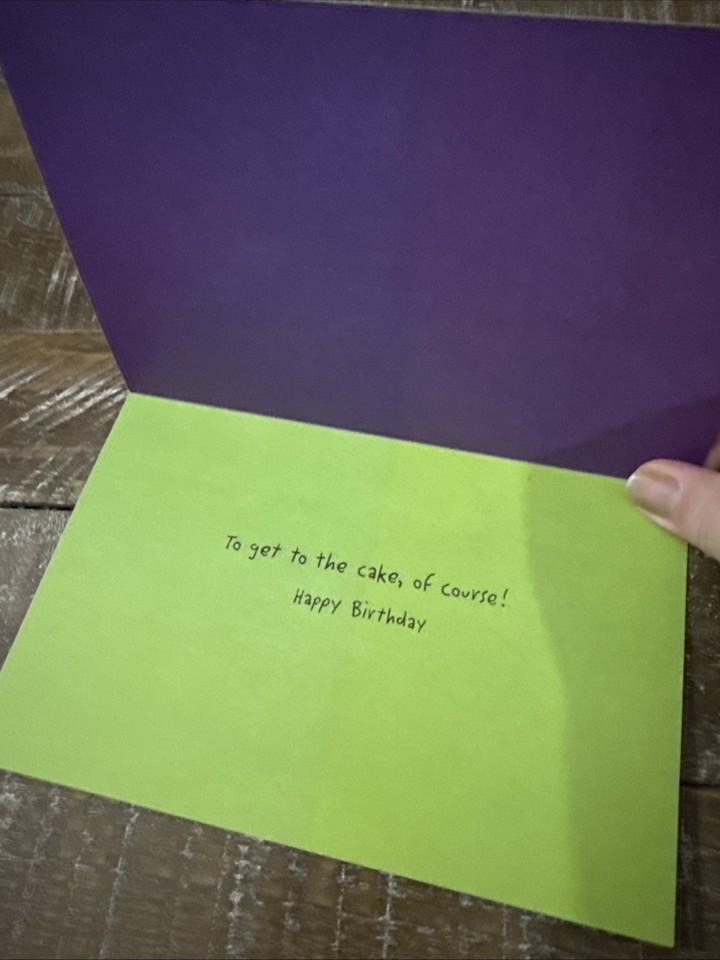 To get to the cake, of course!
Happy Birthday